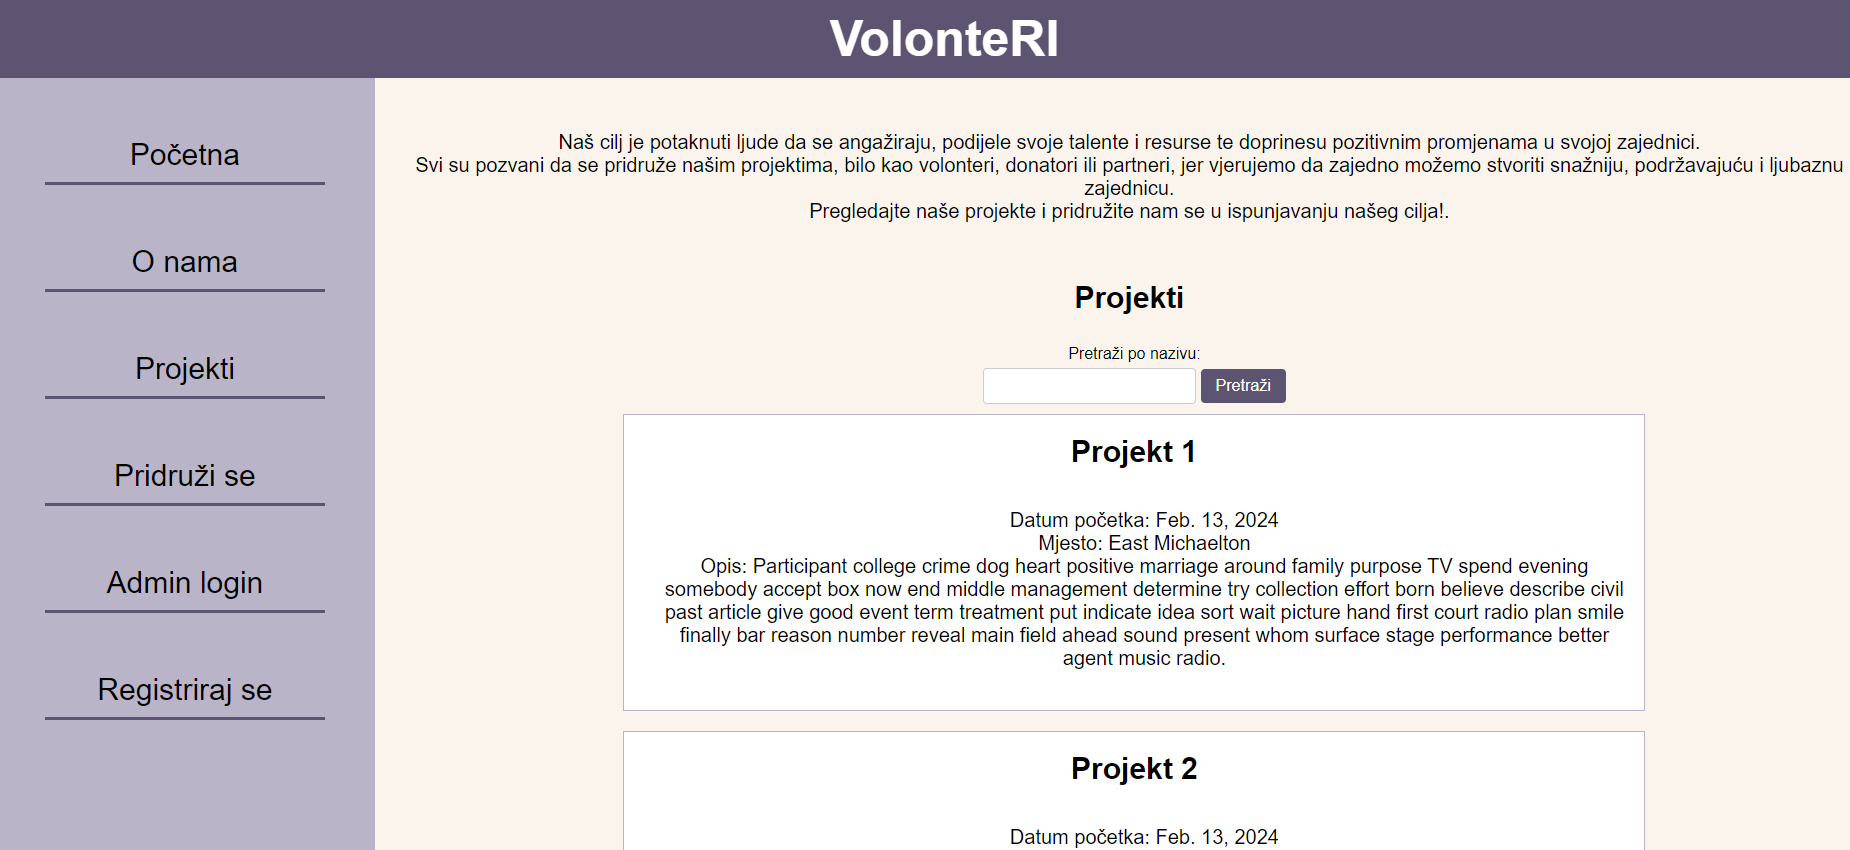 VolonteRI
Početna
O nama
Projekti
Pridruži se
Admin login
Registriraj se
Naš cilj je potaknuti ljude da se angažiraju, podijele svoje talente i resurse te doprinesu pozitivnim promjenama u svojoj zajednici.
Svi su pozvani da se pridruže našim projektima, bilo kao volonteri, donatori ili partneri, jer vjerujemo da zajedno možemo stvoriti snažniju, podržavajuću i ljubaznu
zajednicu.
Pregledajte naše projekte i pridružite nam se u ispunjavanju našeg cilja!.
Projekti
Pretraži po nazivu:
Pretraži
Projekt 1
Datum početka: Feb. 13, 2024
Mjesto: East Michaelton
Opis: Participant college crime dog heart positive marriage around family purpose TV spend evening
somebody accept box now end middle management determine try collection effort born believe describe civil
past article give good event term treatment put indicate idea sort wait picture hand first court radio plan smile
finally bar reason number reveal main field ahead sound present whom surface stage performance better
agent music radio.
Projekt 2
Datum početka: Feb. 13, 2024